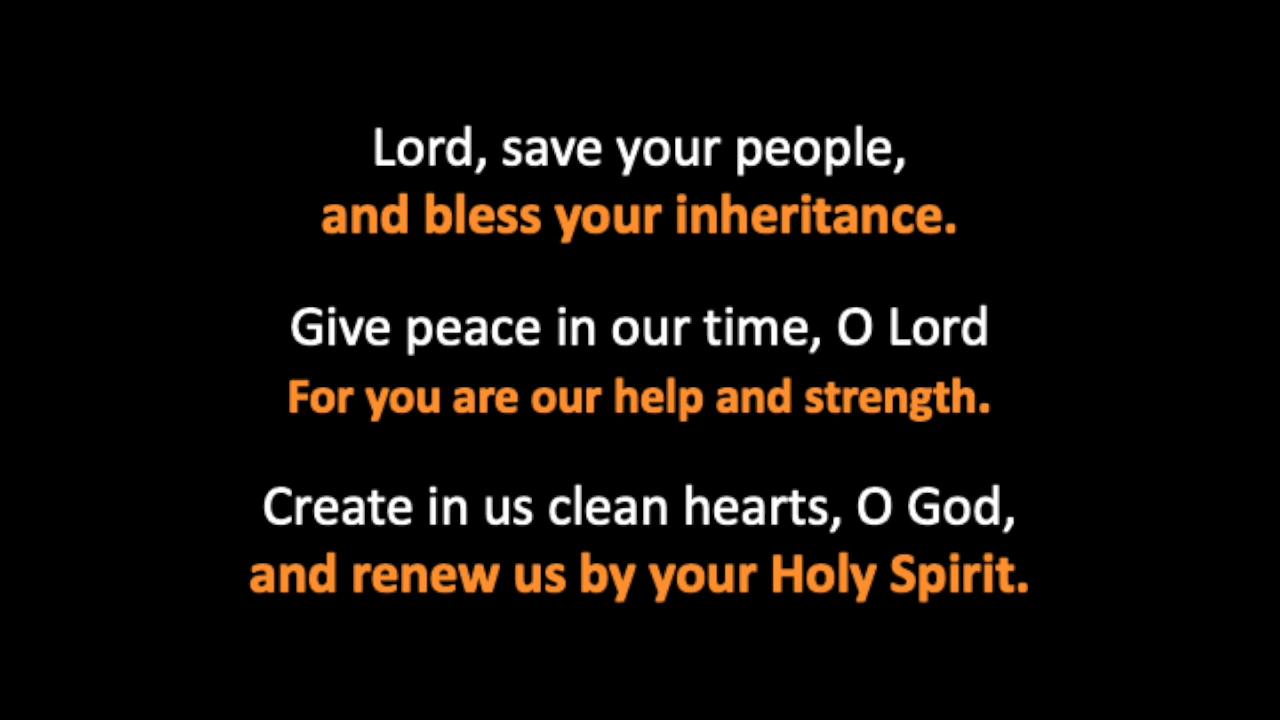 Lord, save your people,
and bless your inheritance.
Give peace in our time, O Lord
For you are our help and strength.
Create in us clean hearts, O God,
and renew us by your Holy Spirit.